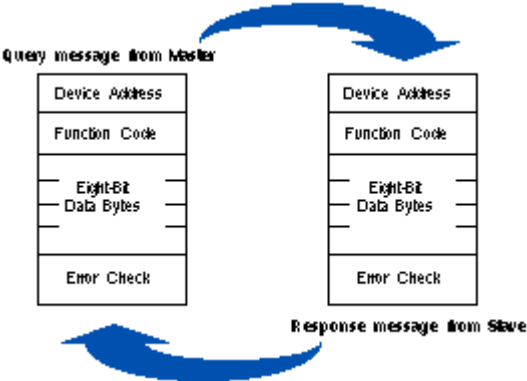 Query message from Master
Device Address
Function Code
Eight-Bit
Data Bytes
Error Check
Device Address
Function Code
Eight-Bit
Data Bytes
Error Check
Response message from Slave